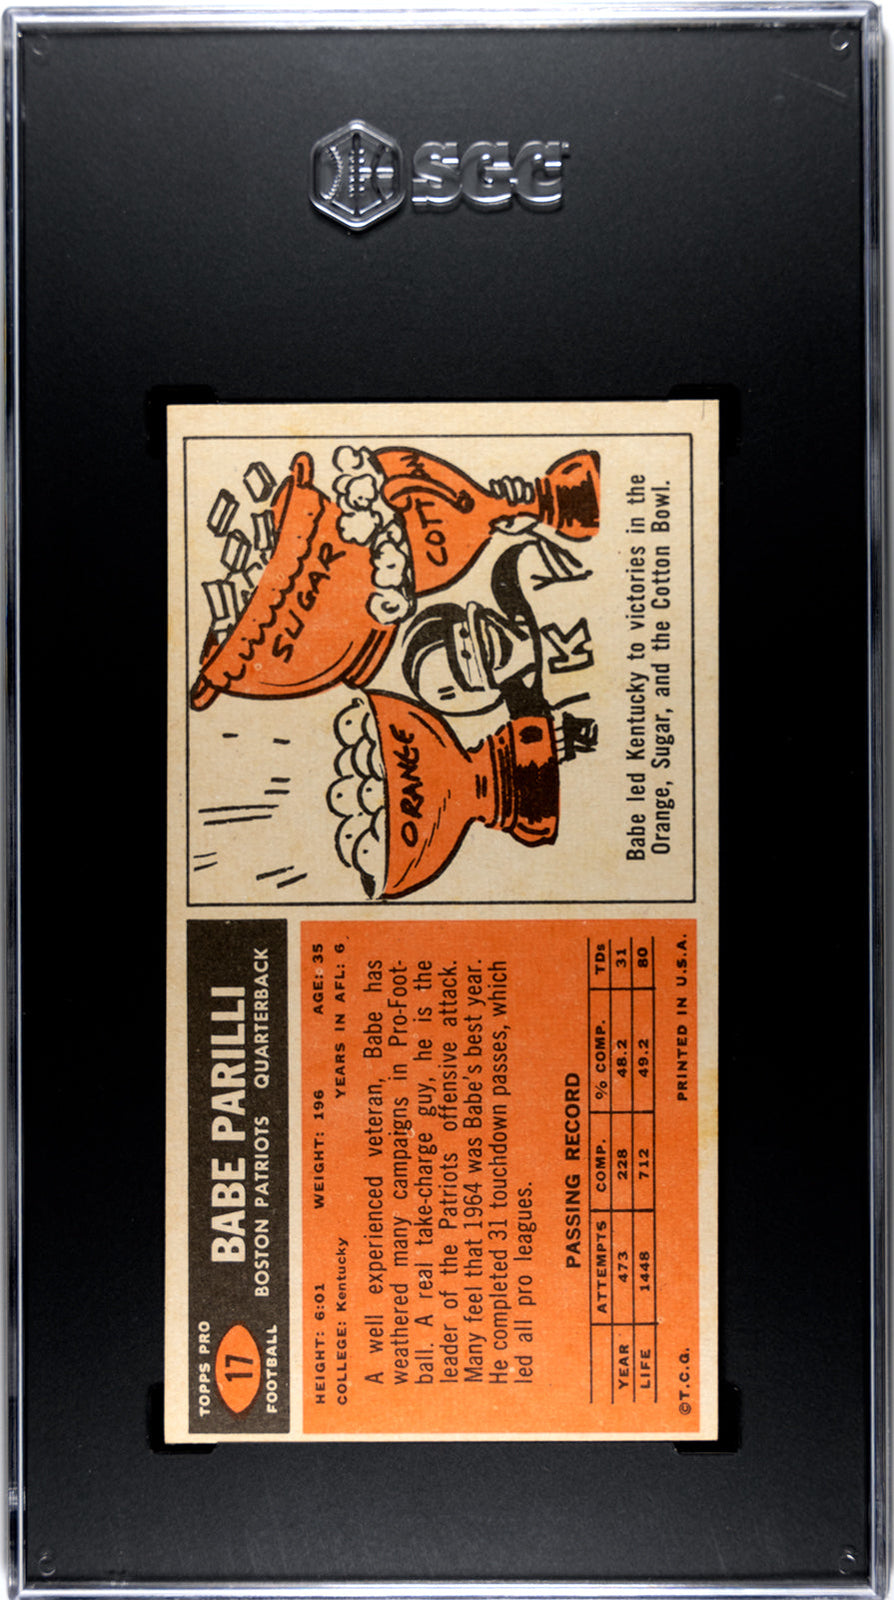 SGC
TOPPS PRO
17
FOOTBALL
BABE PARILLI
BOSTON PATRIOTS QUARTERBACK
HEIGHT: 6:01 WEIGHT: 196 AGE: 35
COLLEGE: Kentucky YEARS IN AFL: 6
A well experienced veteran, Babe has
weathered many campaigns in Pro-Foot-
ball. A real take-charge guy, he is the
leader of the Patriots offensive attack.
Many feel that 1964 was Babe's best year.
He completed 31 touchdown passes, which
led all pro leagues.
PASSING RECORD
ATTEMPTS COMP. % COMP. TDs
YEAR 473 228 48.2 31
LIFE 1448 712 49.2 80
©T.C.G. PRINTED IN U.S.A.
SUGAR
COTT
ORANGE
K
Babe led Kentucky to victories in the
Orange, Sugar, and the Cotton Bowl.